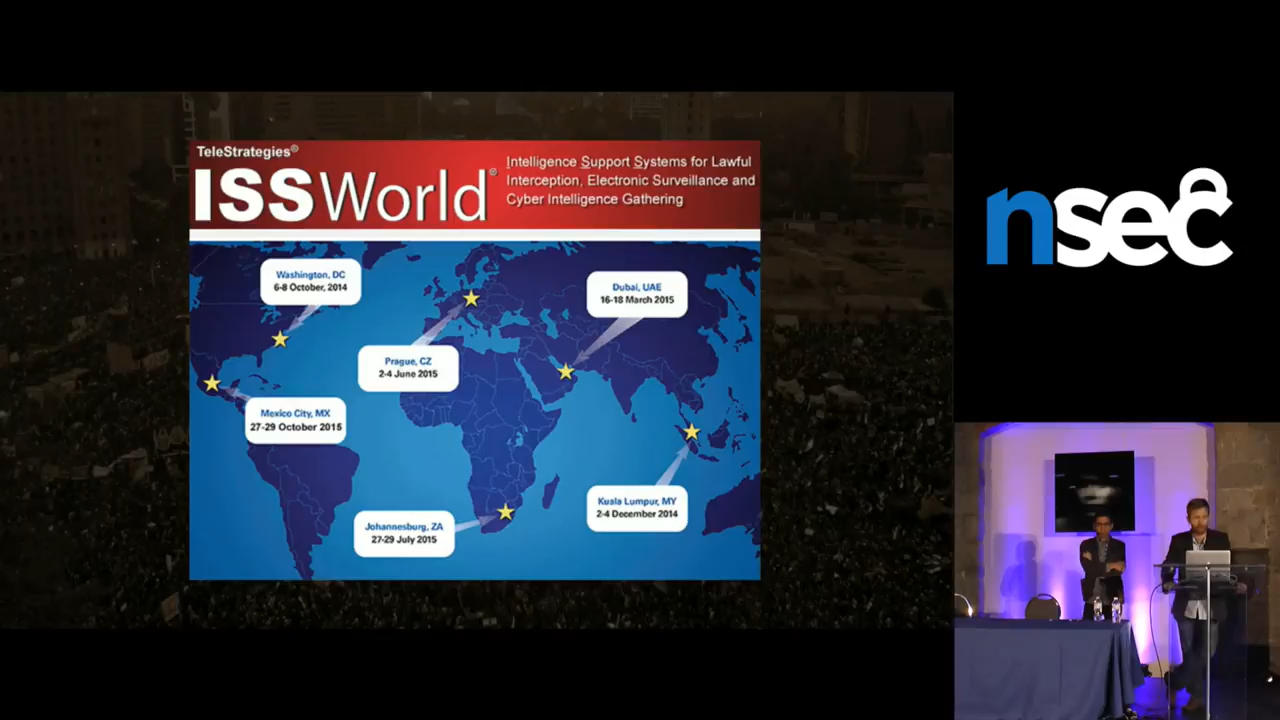 TeleStrategies®
ISSWorld®
Intelligence Support Systems for Lawful
Interception, Electronic Surveillance and
Cyber Intelligence Gathering
Washington, DC
6-8 October, 2014
Dubai, UAE
16-18 March 2015
Prague, CZ
2-4 June 2015
Mexico City, MX
27-29 October 2015
Kuala Lumpur, MY
2-4 December 2014
Johannesburg, ZA
27-29 July 2015
nsec